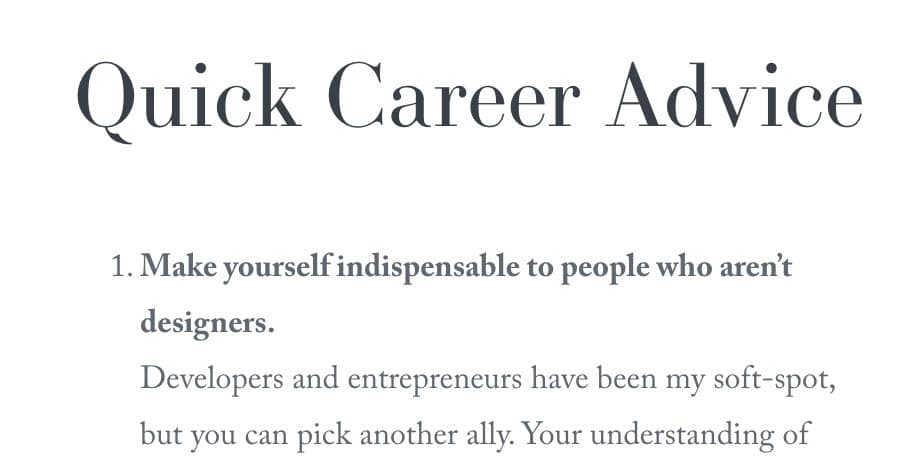 Quick Career Advice
1. Make yourself indispensable to people who aren’t
designers.
Developers and entrepreneurs have been my soft-spot,
but you can pick another ally. Your understanding of